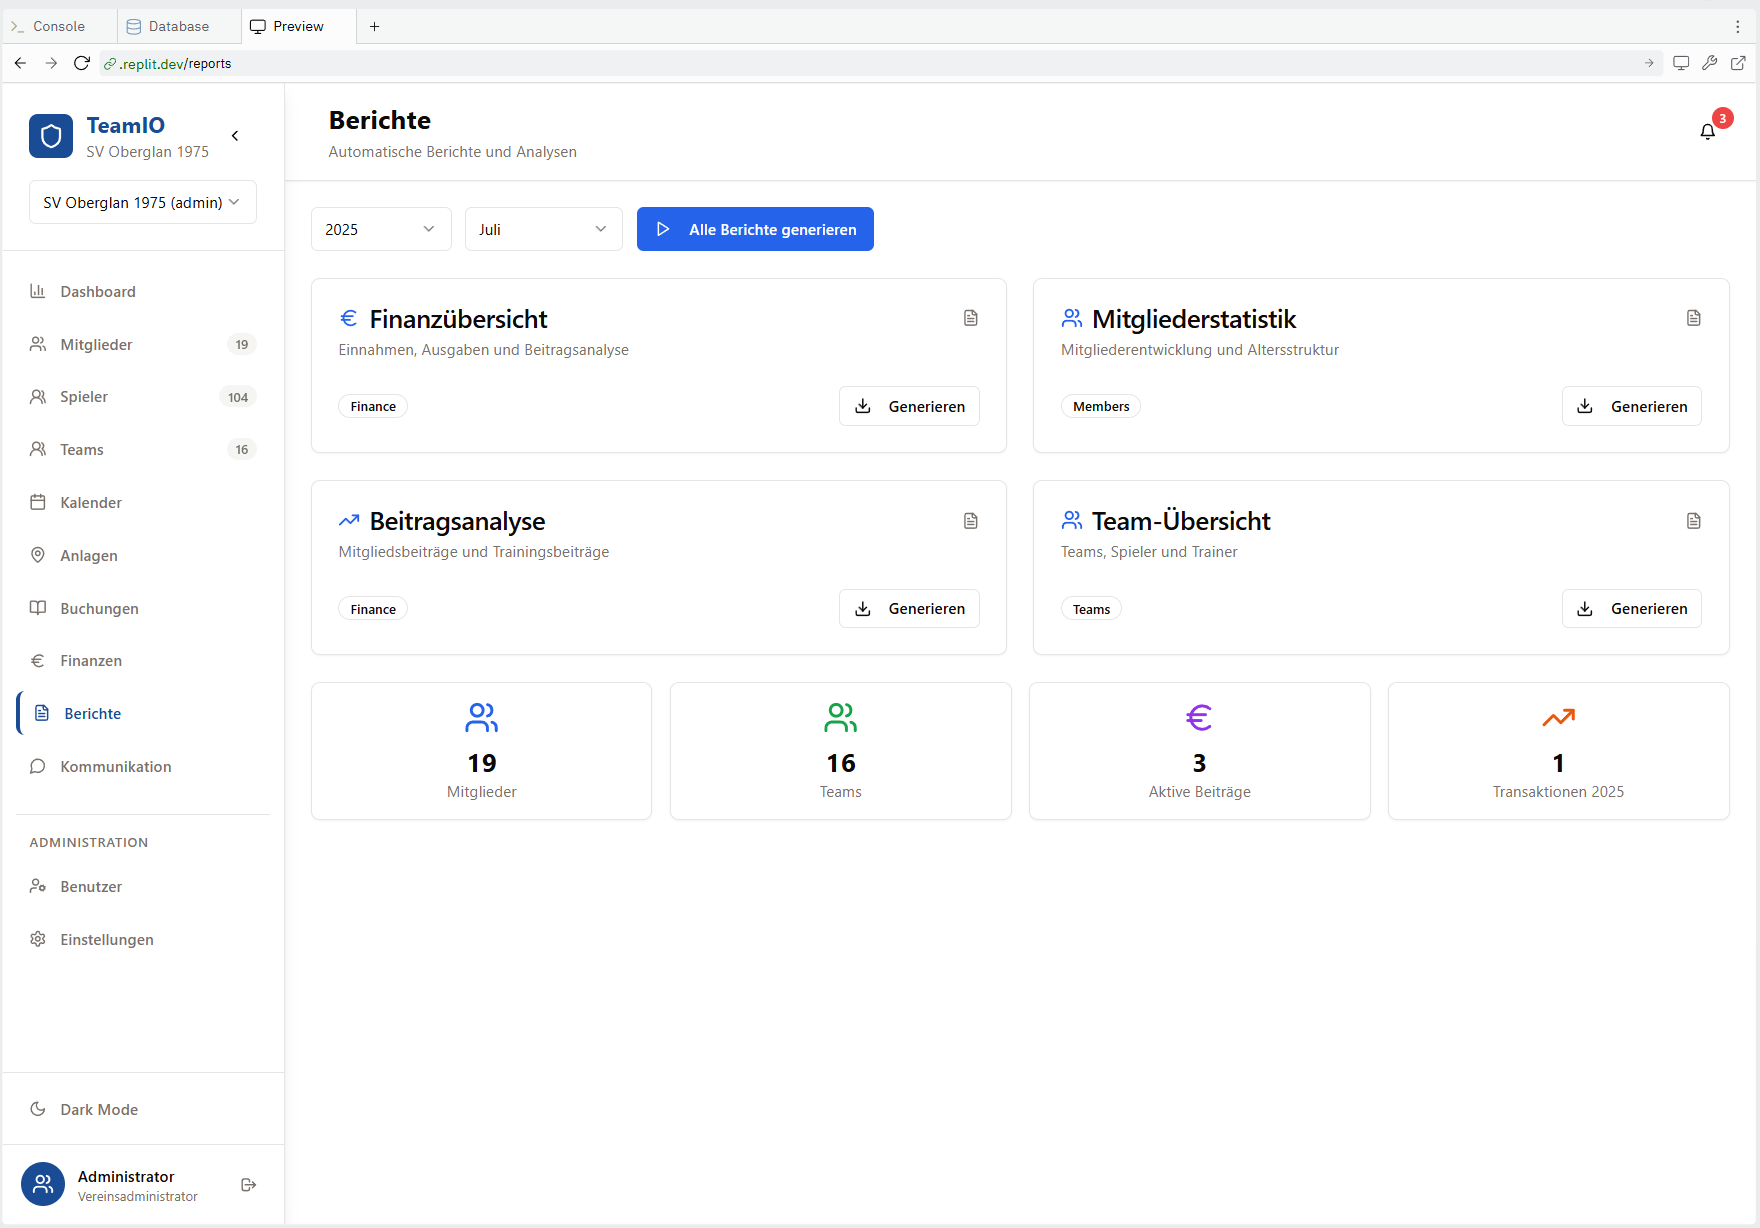 Console
Database
Preview
.replit.dev/reports
TeamIO
SV Oberglan 1975
SV Oberglan 1975 (admin)
Dashboard
Mitglieder 19
Spieler 104
Teams 16
Kalender
Anlagen
Buchungen
Finanzen
Berichte
Kommunikation
ADMINISTRATION
Benutzer
Einstellungen
Dark Mode
Administrator
Vereinsadministrator
Berichte
Automatische Berichte und Analysen
3
2025
Juli
Alle Berichte generieren
Finanzübersicht
Einnahmen, Ausgaben und Beitragsanalyse
Finance
Generieren
Mitgliederstatistik
Mitgliederentwicklung und Altersstruktur
Members
Generieren
Beitragsanalyse
Mitgliedsbeiträge und Trainingsbeiträge
Finance
Generieren
Team-Übersicht
Teams, Spieler und Trainer
Teams
Generieren
19
Mitglieder
16
Teams
3
Aktive Beiträge
1
Transaktionen 2025